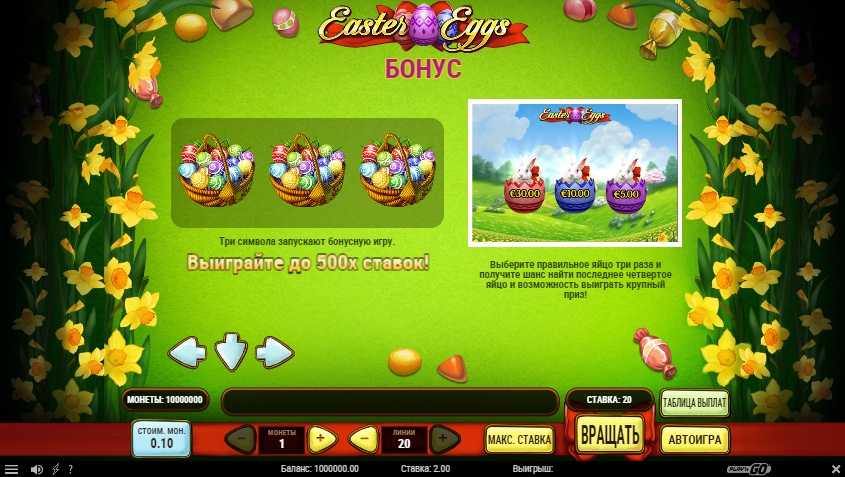 Easter Eggs
БОНУС
Easter Eggs
€30.00 €10.00 €5.00
Три символа запускают бонусную игру.
Выиграйте до 500х ставок!
Выберите правильное яйцо три раза и
получите шанс найти последнее четвертое
яйцо и возможность выиграть крупный
приз!
МОНЕТЫ: 10000000
СТАВКА: 20
ТАБЛИЦА ВЫПЛАТ
СТОИМ. МОН.
0.10
МОНЕТЫ
1
ЛИНИИ
20
МАКС. СТАВКА
ВРАЩАТЬ
АВТОИГРА
Баланс: 1000000.00 Ставка: 2.00 Выигрыш:
PLAY'N GO